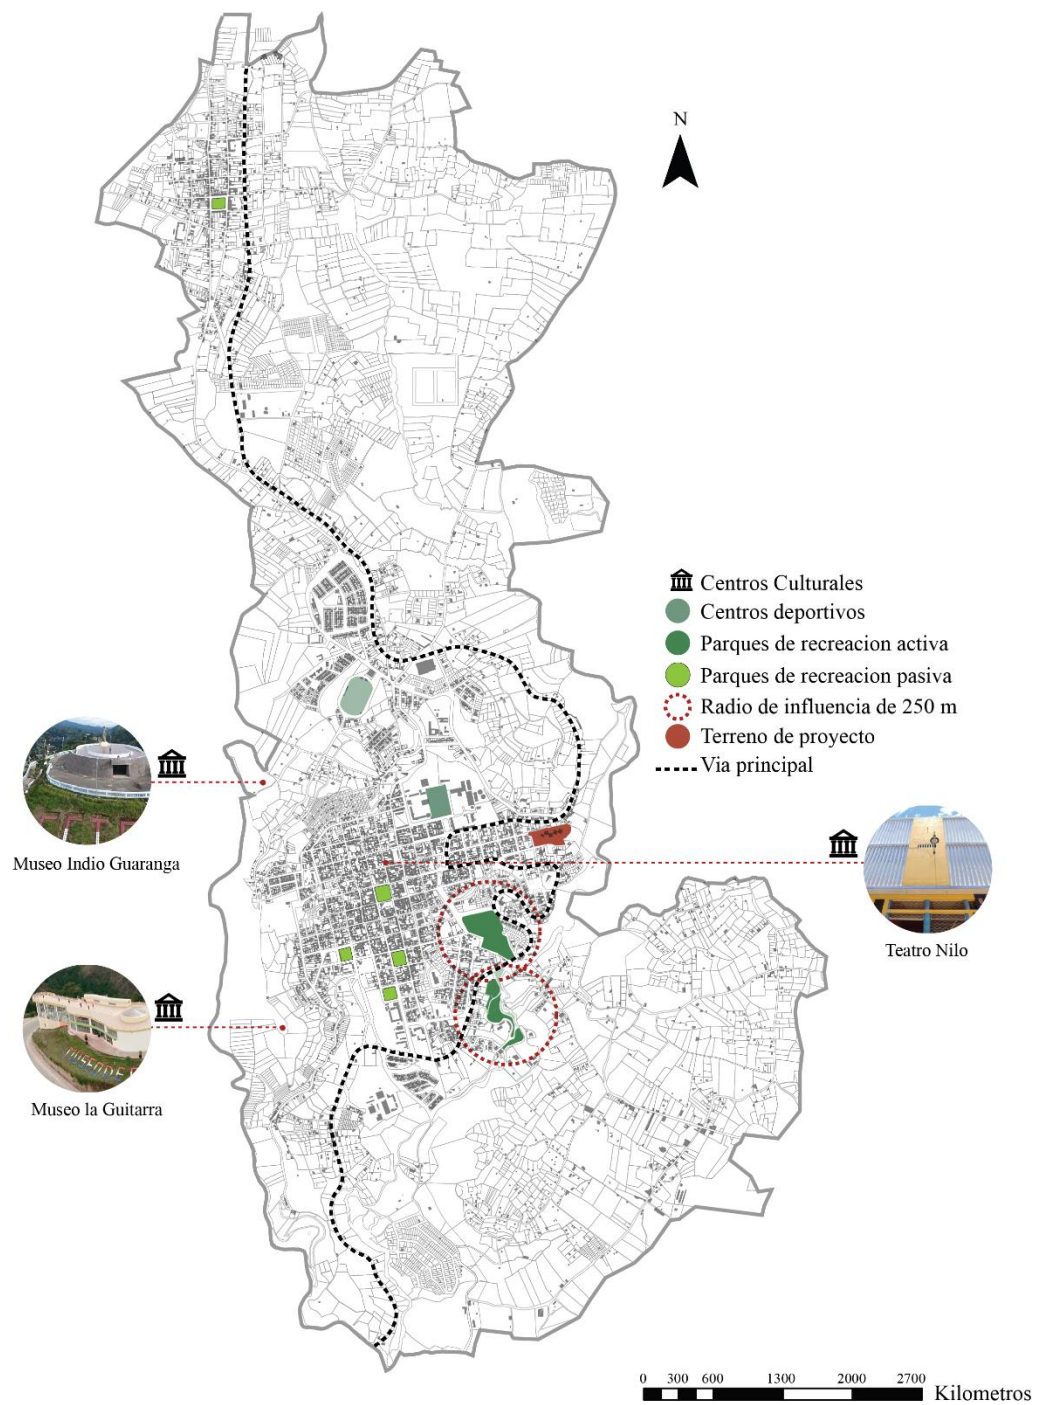 N
Centros Culturales
Centros deportivos
Parques de recreacion activa
Parques de recreacion pasiva
Radio de influencia de 250 m
Terreno de proyecto
Via principal
Museo Indio Guaranga
Teatro Nilo
Museo la Guitarra
0 300 600 1300 2000 2700
Kilometros